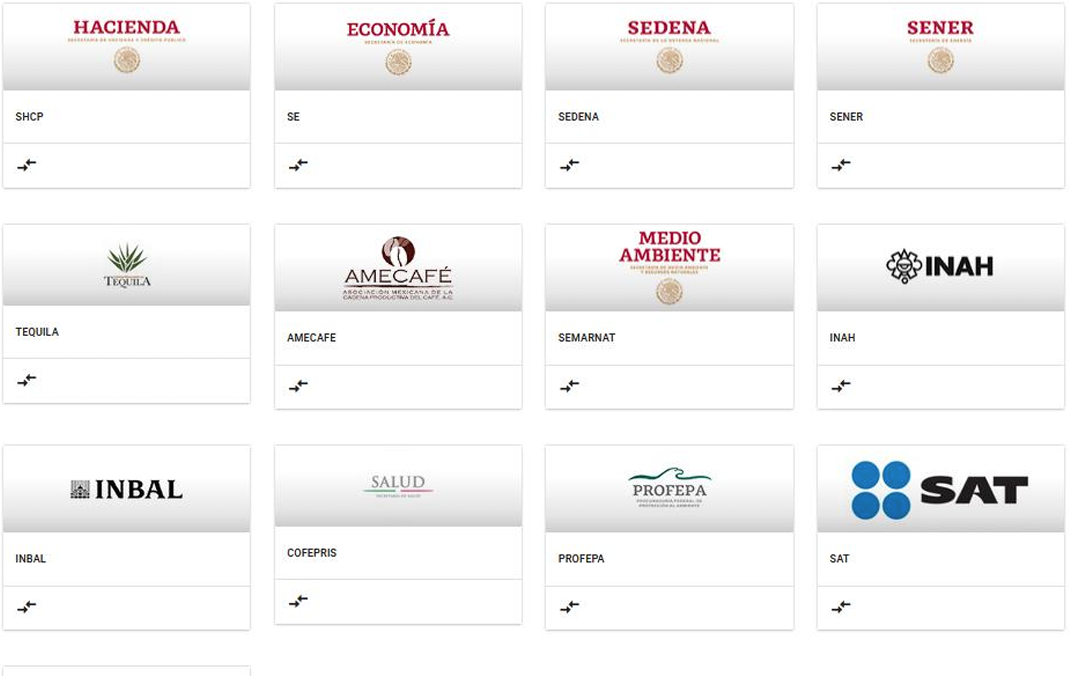 HACIENDA
SECRETARÍA DE HACIENDA Y CRÉDITO PÚBLICO
SHCP
ECONOMÍA
SECRETARÍA DE ECONOMÍA
SE
SEDENA
SECRETARÍA DE LA DEFENSA NACIONAL
SEDENA
SENER
SECRETARÍA DE ENERGÍA
SENER
TEQUILA
TEQUILA
AMECAFÉ
ASOCIACIÓN MEXICANA DE LA
CADENA PRODUCTIVA DEL CAFÉ, A.C.
AMECAFE
MEDIO
AMBIENTE
SECRETARÍA DE MEDIO AMBIENTE
Y RECURSOS NATURALES
SEMARNAT
INAH
INAH
INBAL
INBAL
SALUD
SECRETARÍA DE SALUD
COFEPRIS
PROFEPA
PROCURADURÍA FEDERAL DE
PROTECCIÓN AL AMBIENTE
PROFEPA
SAT
SAT